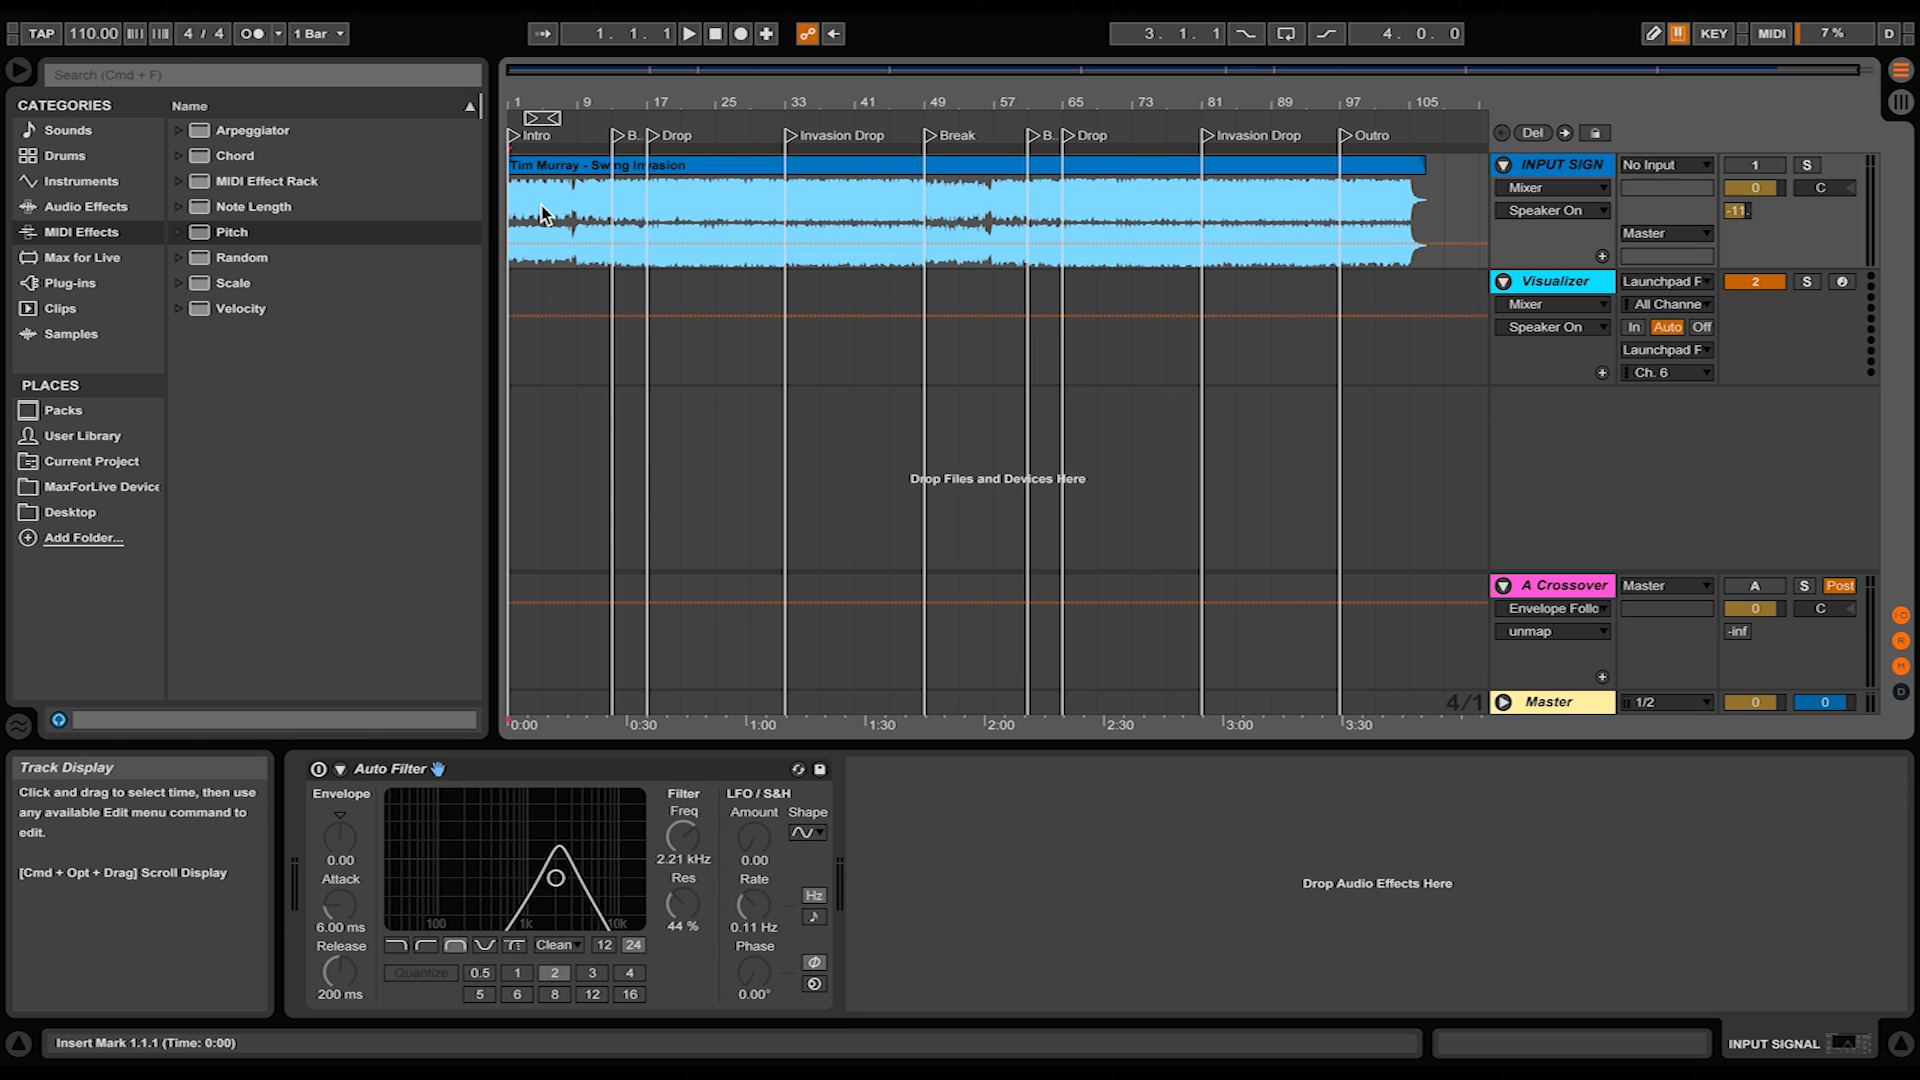 TAP 110.00 4 / 4 1 Bar 1. 1. 1 3. 1. 1 4. 0. 0 KEY MIDI 7 % D
Search (Cmd + F)
CATEGORIES
Sounds
Drums
Instruments
Audio Effects
MIDI Effects
Max for Live
Plug-ins
Clips
Samples
PLACES
Packs
User Library
Current Project
MaxForLive Device
Desktop
Add Folder...
Name
Arpeggiator
Chord
MIDI Effect Rack
Note Length
Pitch
Random
Scale
Velocity
1 9 17 25 33 41 49 57 65 73 81 89 97 105
Intro B.. Drop Invasion Drop Break B.. Drop Invasion Drop Outro
Tim Murray - Swing Invasion
Drop Files and Devices Here
4/1
0:00 0:30 1:00 1:30 2:00 2:30 3:00 3:30
Del
INPUT SIGN No Input 1 S
Mixer 0 C
Speaker On -11.
Master
Visualizer Launchpad F 2 S
Mixer All Channe
Speaker On In Auto Off
Launchpad F
Ch. 6
A Crossover Master A S Post
Envelope Follo 0 C
unmap -inf
Master 1/2 0 0
I-O
R
M
D
Track Display
Click and drag to select time, then use
any available Edit menu command to
edit.
[Cmd + Opt + Drag] Scroll Display
Auto Filter
Envelope
0.00
Attack
6.00 ms
Release
200 ms
100 1k 10k
Clean 12 24
Quantize 0.5 1 2 3 4
5 6 8 12 16
Filter
Freq
2.21 kHz
Res
44 %
LFO / S&H
Amount Shape
0.00
Rate
Hz
0.11 Hz
Phase
0.00°
Drop Audio Effects Here
Insert Mark 1.1.1 (Time: 0:00)
INPUT SIGNAL